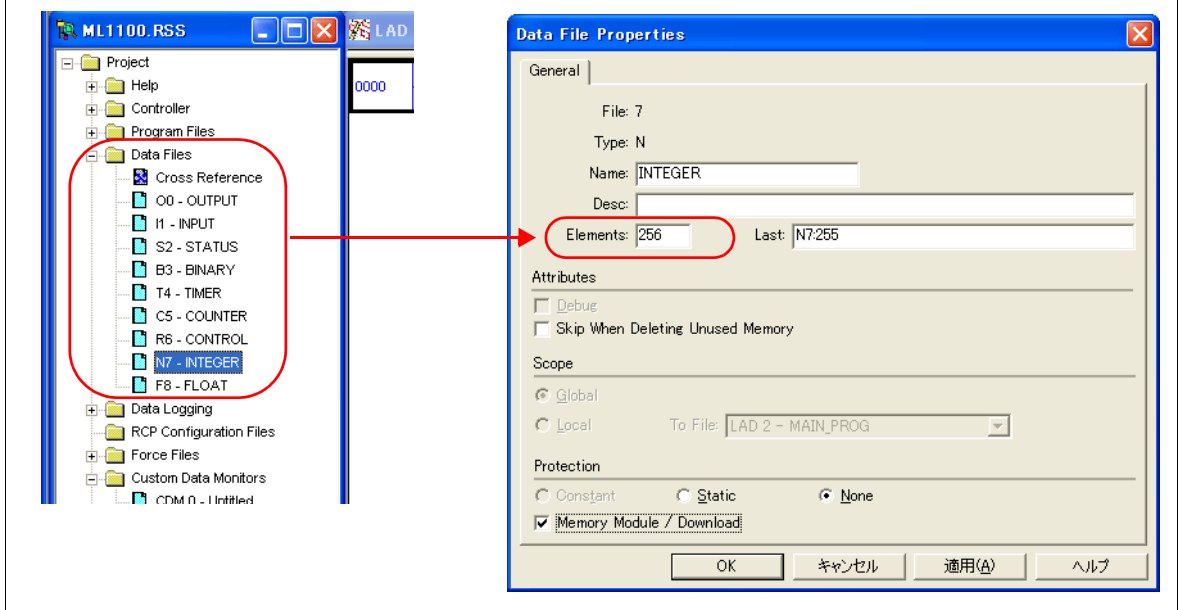 ML1100.RSS
LAD
Project
Help
Controller
Program Files
Data Files
Cross Reference
O0 - OUTPUT
I1 - INPUT
S2 - STATUS
B3 - BINARY
T4 - TIMER
C5 - COUNTER
R6 - CONTROL
N7 - INTEGER
F8 - FLOAT
Data Logging
RCP Configuration Files
Force Files
Custom Data Monitors
CDM 0 - Untitled
0000
Data File Properties
General
File: 7
Type: N
Name: INTEGER
Desc:
Elements: 256 Last: N7:255
Attributes
Debug
Skip When Deleting Unused Memory
Scope
Global
Local To File: LAD 2 - MAIN_PROG
Protection
Constant Static None
Memory Module / Download
OK キャンセル 適用(A) ヘルプ